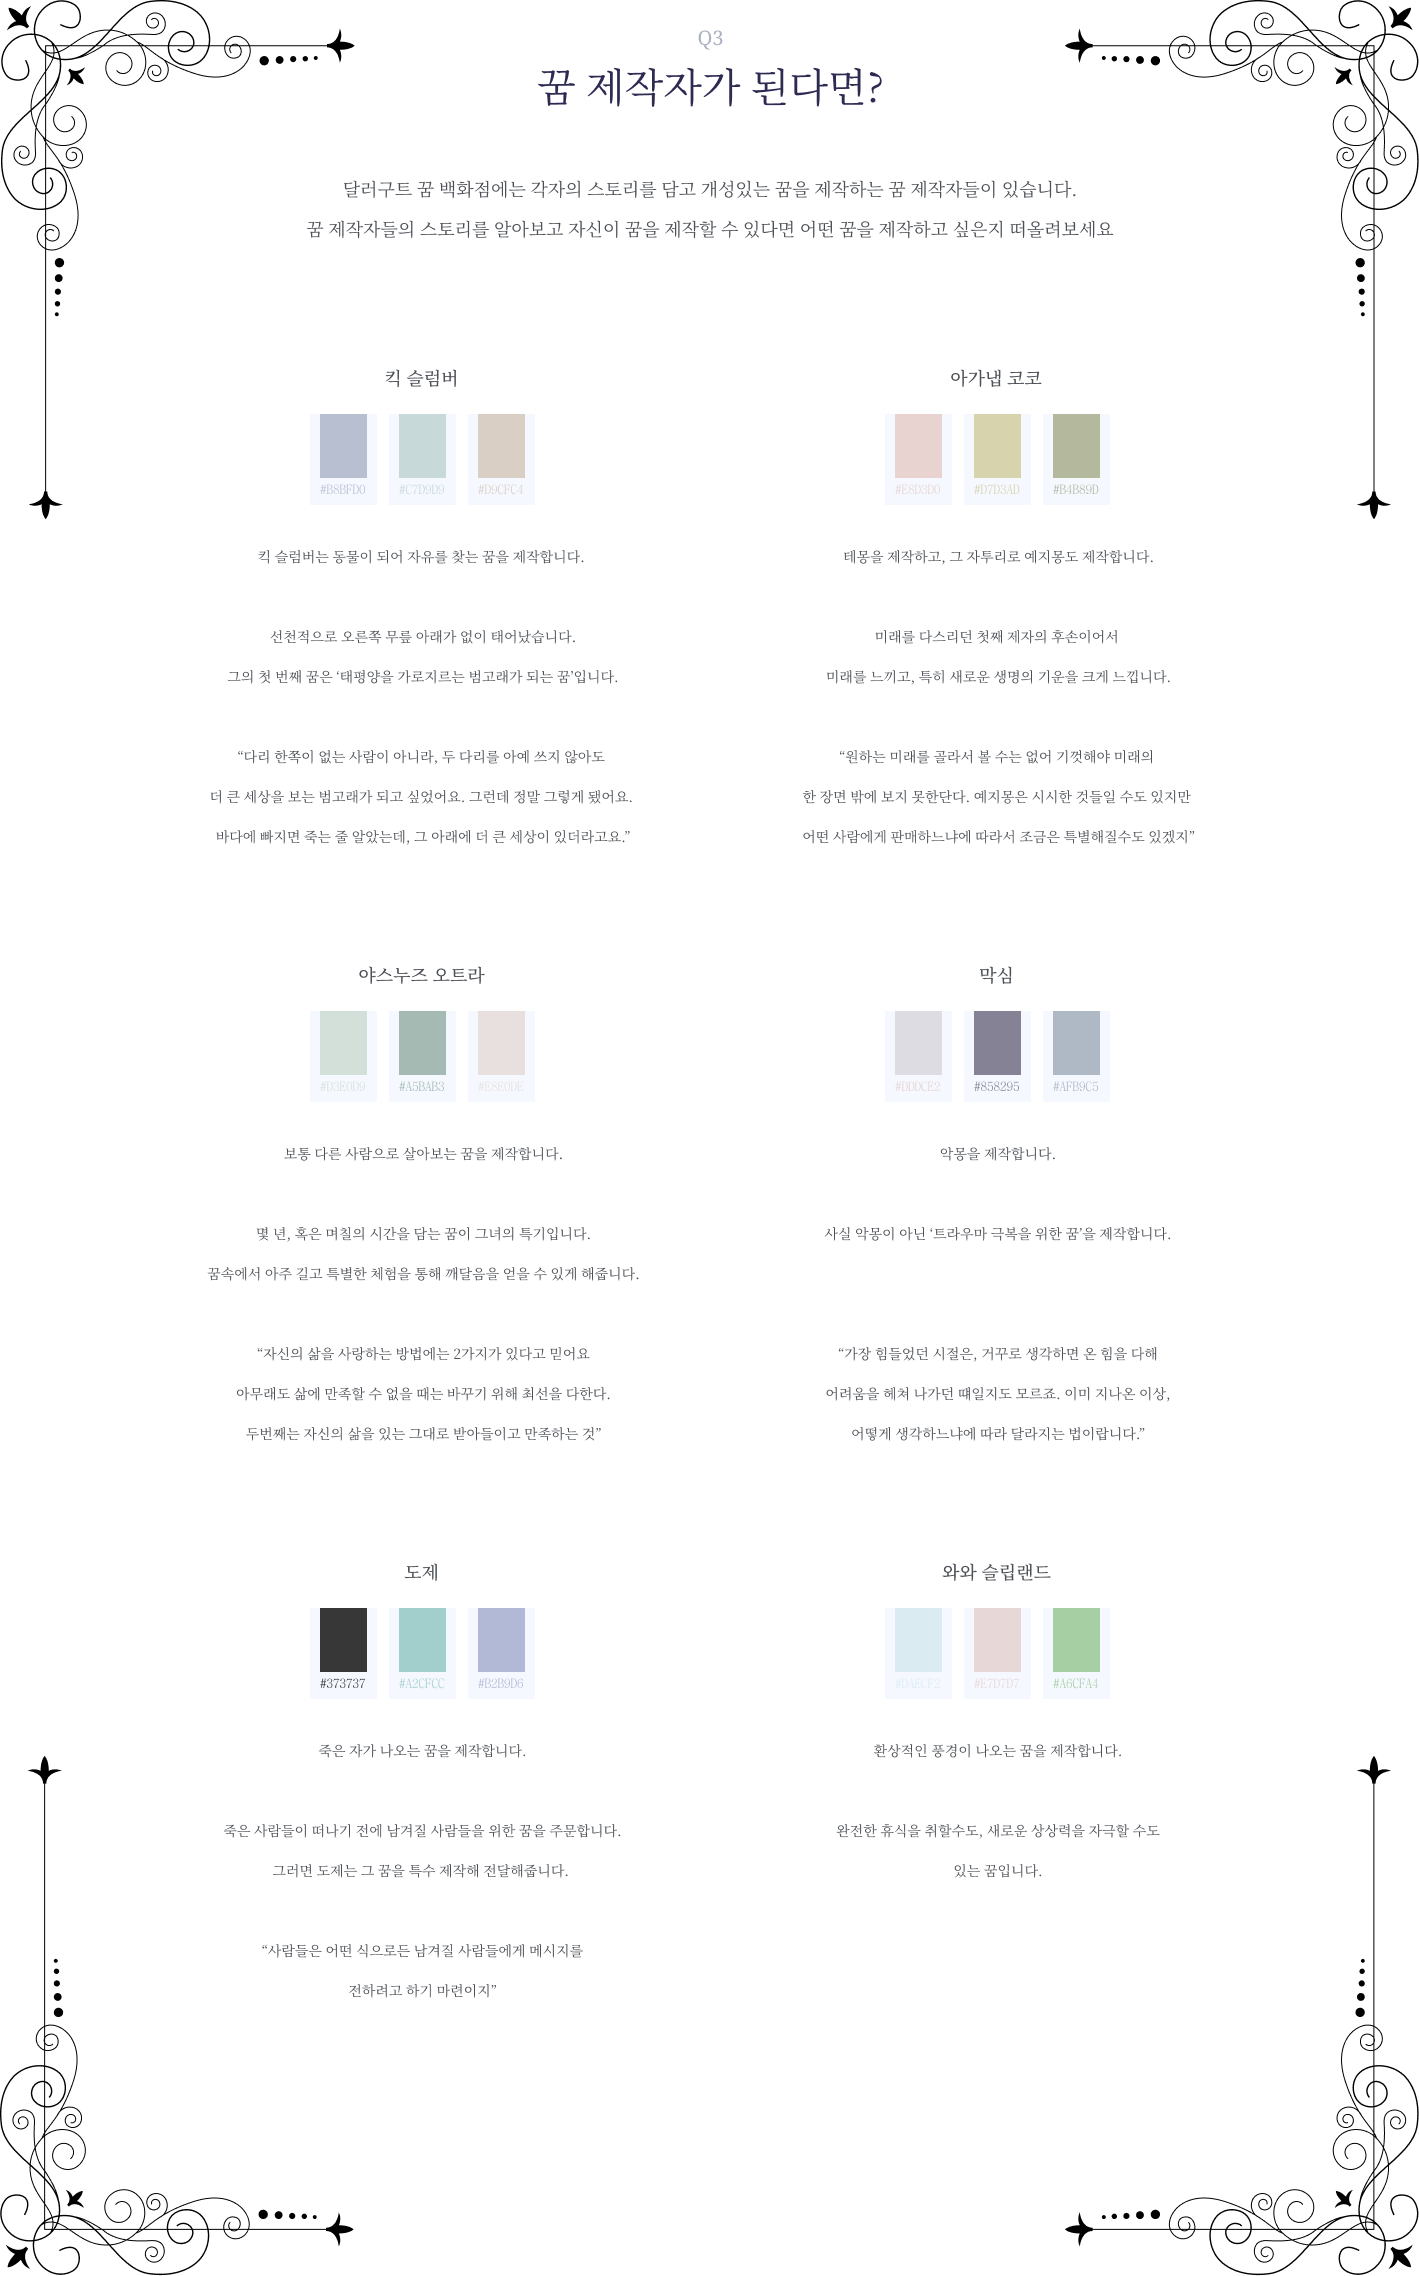 Q3
꿈 제작자가 된다면?
달러구트 꿈 백화점에는 각자의 스토리를 담고 개성있는 꿈을 제작하는 꿈 제작자들이 있습니다.
꿈 제작자들의 스토리를 알아보고 자신이 꿈을 제작할 수 있다면 어떤 꿈을 제작하고 싶은지 떠올려보세요
킥 슬럼버
#B8BFD0 #C7D9D9 #D9CFC4
킥 슬럼버는 동물이 되어 자유를 찾는 꿈을 제작합니다.
선천적으로 오른쪽 무릎 아래가 없이 태어났습니다.
그의 첫 번째 꿈은 ‘태평양을 가로지르는 범고래가 되는 꿈’입니다.
“다리 한쪽이 없는 사람이 아니라, 두 다리를 아예 쓰지 않아도
더 큰 세상을 보는 범고래가 되고 싶었어요. 그런데 정말 그렇게 됐어요.
바다에 빠지면 죽는 줄 알았는데, 그 아래에 더 큰 세상이 있더라고요.”
아가냅 코코
#E8D3D0 #D7D3AD #B4B89D
테몽을 제작하고, 그 자투리로 예지몽도 제작합니다.
미래를 다스리던 첫째 제자의 후손이어서
미래를 느끼고, 특히 새로운 생명의 기운을 크게 느낍니다.
“원하는 미래를 골라서 볼 수는 없어 기껏해야 미래의
한 장면 밖에 보지 못한단다. 예지몽은 시시한 것들일 수도 있지만
어떤 사람에게 판매하느냐에 따라서 조금은 특별해질수도 있겠지”
야스누즈 오트라
#D3E0D9 #A5BAB3 #E8E0DE
보통 다른 사람으로 살아보는 꿈을 제작합니다.
몇 년, 혹은 며칠의 시간을 담는 꿈이 그녀의 특기입니다.
꿈속에서 아주 길고 특별한 체험을 통해 깨달음을 얻을 수 있게 해줍니다.
“자신의 삶을 사랑하는 방법에는 2가지가 있다고 믿어요
아무래도 삶에 만족할 수 없을 때는 바꾸기 위해 최선을 다한다.
두번째는 자신의 삶을 있는 그대로 받아들이고 만족하는 것”
막심
#DDDCE2 #858295 #AFB9C5
악몽을 제작합니다.
사실 악몽이 아닌 ‘트라우마 극복을 위한 꿈’을 제작합니다.
“가장 힘들었던 시절은, 거꾸로 생각하면 온 힘을 다해
어려움을 헤쳐 나가던 떄일지도 모르죠. 이미 지나온 이상,
어떻게 생각하느냐에 따라 달라지는 법이랍니다.”
도제
#373737 #A2CFCC #B2B9D6
죽은 자가 나오는 꿈을 제작합니다.
죽은 사람들이 떠나기 전에 남겨질 사람들을 위한 꿈을 주문합니다.
그러면 도제는 그 꿈을 특수 제작해 전달해줍니다.
“사람들은 어떤 식으로든 남겨질 사람들에게 메시지를
전하려고 하기 마련이지”
와와 슬립랜드
#DAECF2 #E7D7D7 #A6CFA4
환상적인 풍경이 나오는 꿈을 제작합니다.
완전한 휴식을 취할수도, 새로운 상상력을 자극할 수도
있는 꿈입니다.